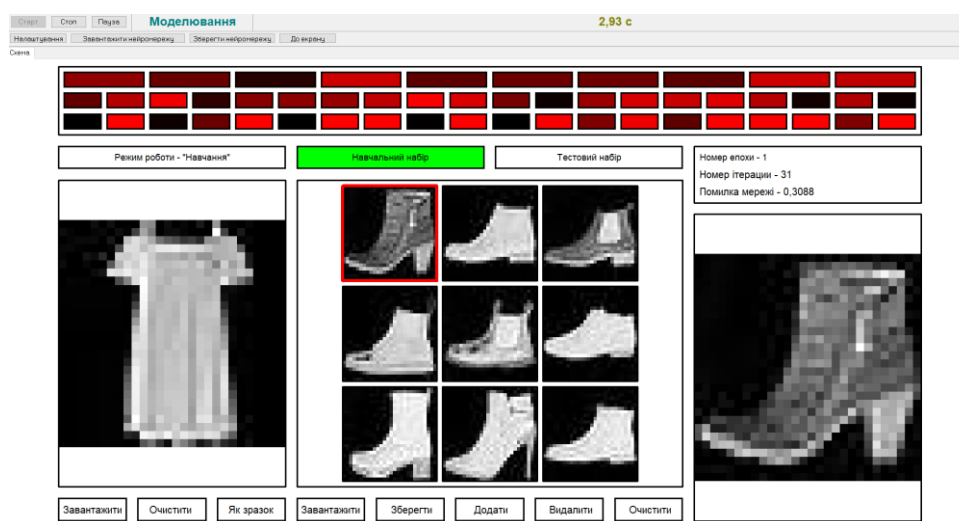 Старт Стоп Пауза Моделювання 2,93 с
Налаштування Завантажити нейромережу Зберегти нейромережу До екрану
Схема
Режим роботи - "Навчання" Навчальний набір Тестовий набір
Номер епохи - 1
Номер ітерации - 31
Помилка мережі - 0,3088
Завантажити Очистити Як зразок Завантажити Зберегти Додати Видалити Очистити